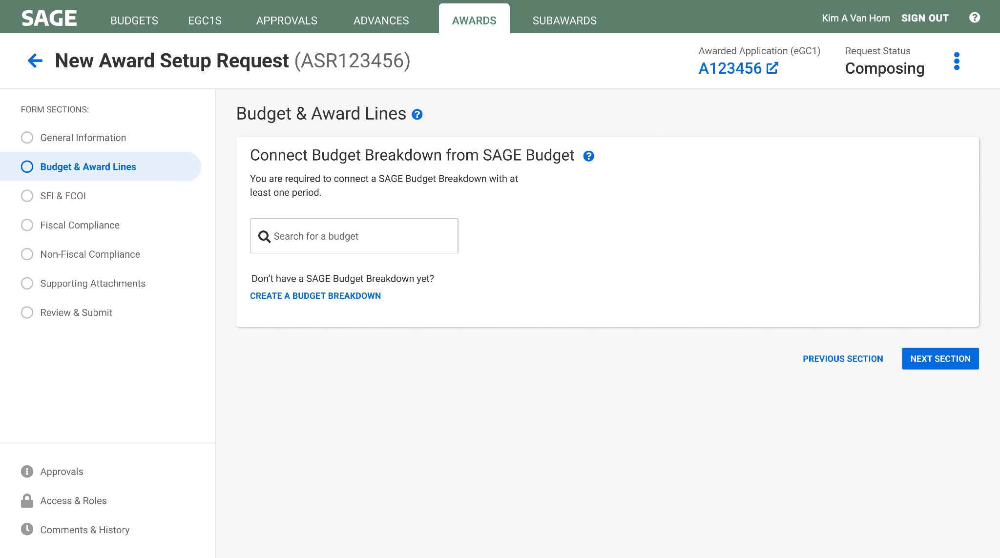 SAGE
BUDGETS
EGC1S
APPROVALS
ADVANCES
AWARDS
SUBAWARDS
Kim A Van Horn
SIGN OUT
New Award Setup Request (ASR123456)
Awarded Application (eGC1)
A123456
Request Status
Composing
FORM SECTIONS:
General Information
Budget & Award Lines
SFI & FCOI
Fiscal Compliance
Non-Fiscal Compliance
Supporting Attachments
Review & Submit
Approvals
Access & Roles
Comments & History
Budget & Award Lines
Connect Budget Breakdown from SAGE Budget
You are required to connect a SAGE Budget Breakdown with at
least one period.
Search for a budget
Don’t have a SAGE Budget Breakdown yet?
CREATE A BUDGET BREAKDOWN
PREVIOUS SECTION
NEXT SECTION